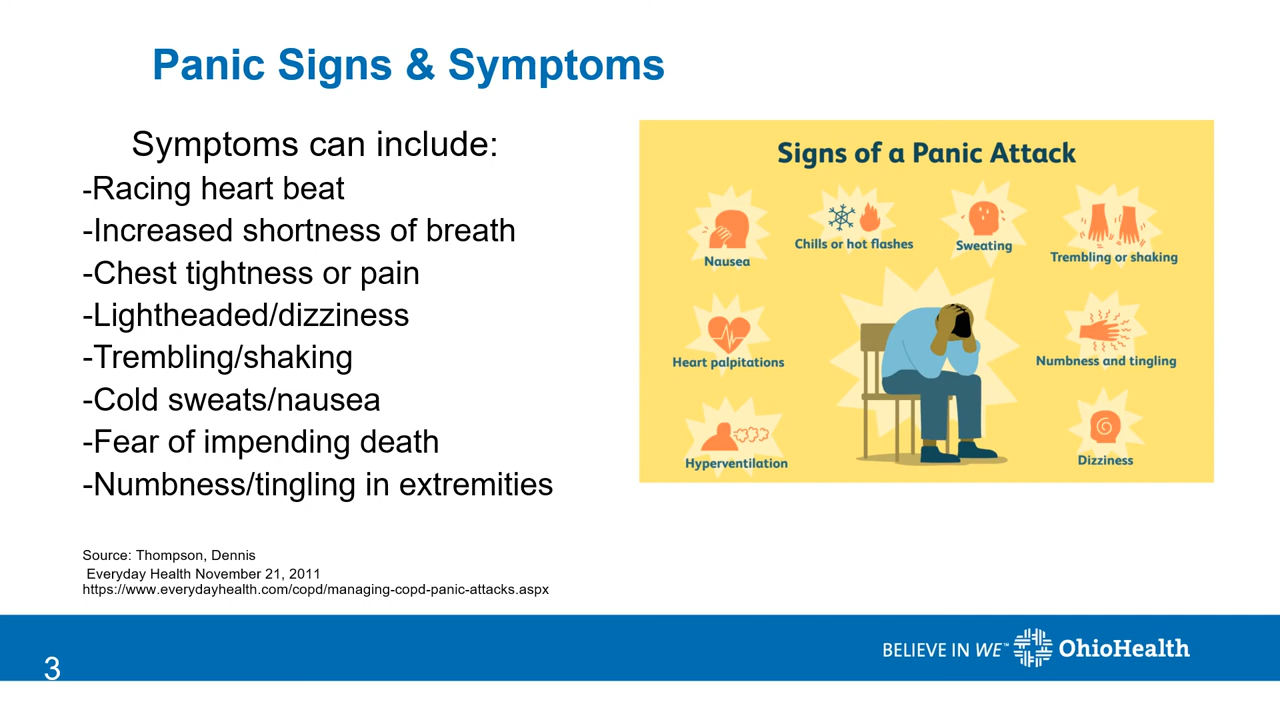 Panic Signs & Symptoms
Symptoms can include:
-Racing heart beat
-Increased shortness of breath
-Chest tightness or pain
-Lightheaded/dizziness
-Trembling/shaking
-Cold sweats/nausea
-Fear of impending death
-Numbness/tingling in extremities
Source: Thompson, Dennis
Everyday Health November 21, 2011
https://www.everydayhealth.com/copd/managing-copd-panic-attacks.aspx
Signs of a Panic Attack
Nausea
Chills or hot flashes
Sweating
Trembling or shaking
Heart palpitations
Numbness and tingling
Hyperventilation
Dizziness
3
BELIEVE IN WE™ OhioHealth